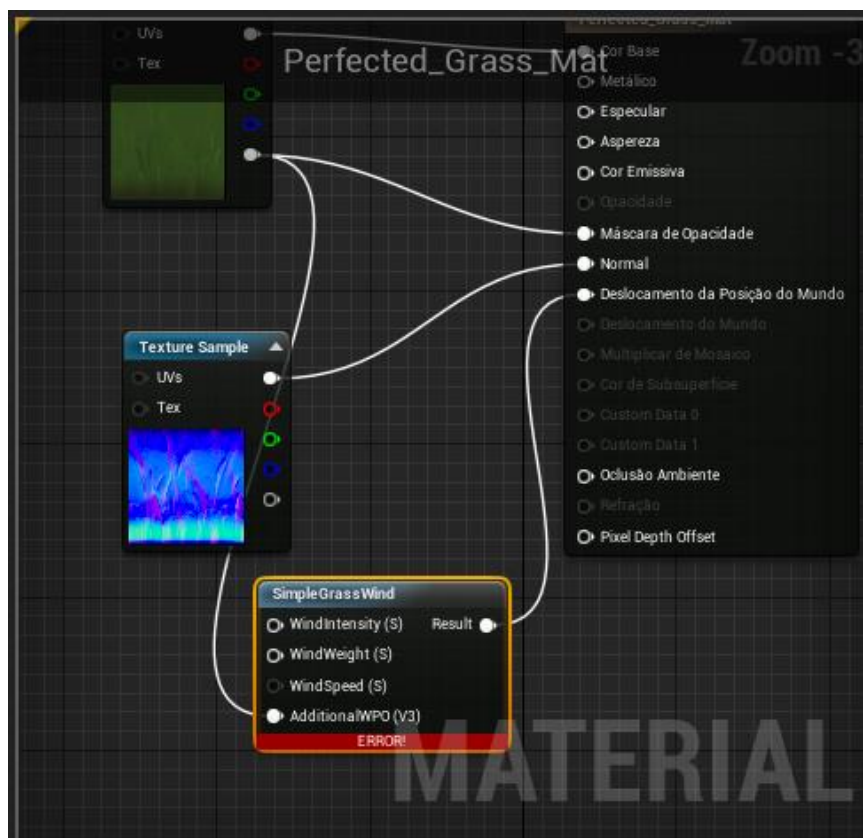 Perfected_Grass_Mat
UVs
Tex
Perfected_Grass_Mat
Zoom -3
Cor Base
Metálico
Especular
Aspereza
Cor Emissiva
Opacidade
Máscara de Opacidade
Normal
Deslocamento da Posição do Mundo
Deslocamento do Mundo
Multiplicar de Mosaico
Cor de Subsuperfície
Custom Data 0
Custom Data 1
Oclusão Ambiente
Refração
Pixel Depth Offset
Texture Sample
UVs
Tex
SimpleGrassWind
WindIntensity (S) Result
WindWeight (S)
WindSpeed (S)
AdditionalWPO (V3)
ERROR!
MATERIAL